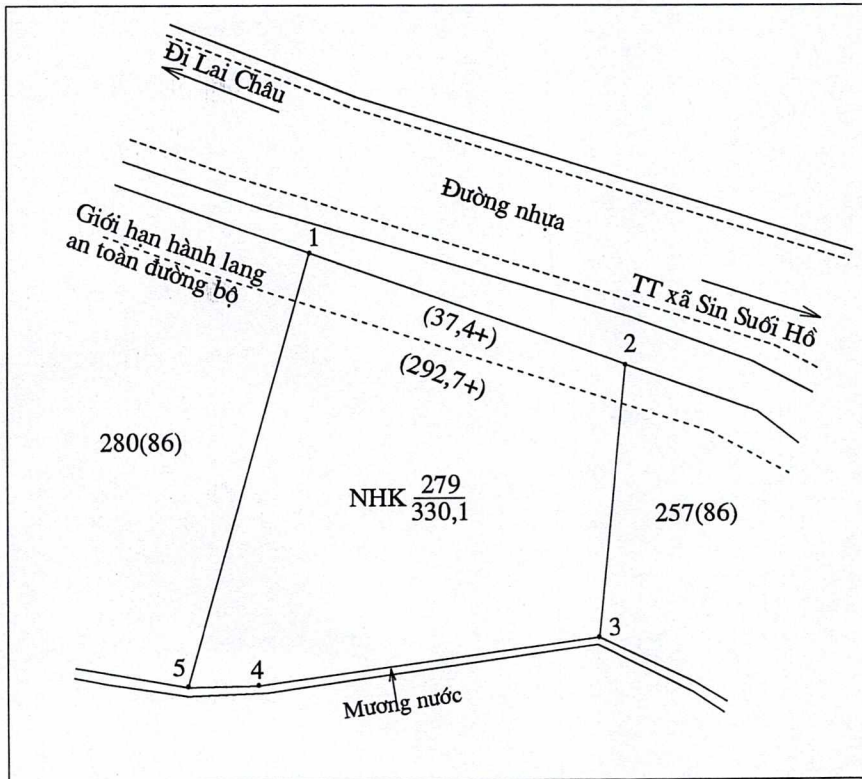 Đi Lai Châu
Đường nhựa
Giới hạn hành lang
an toàn đường bộ
1
TT xã Sin Suối Hồ
(37,4+)
2
(292,7+)
280(86)
NHK 279
330,1
257(86)
3
5
4
Mương nước